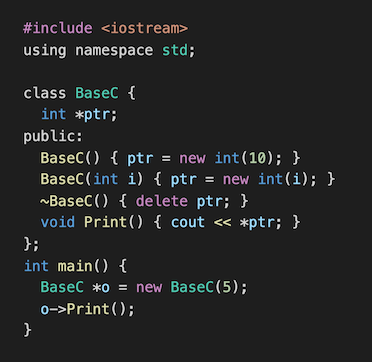 #include <iostream>
using namespace std;

class BaseC {
  int *ptr;
public:
  BaseC() { ptr = new int(10); }
  BaseC(int i) { ptr = new int(i); }
  ~BaseC() { delete ptr; }
  void Print() { cout << *ptr; }
};
int main() {
  BaseC *o = new BaseC(5);
  o->Print();
}